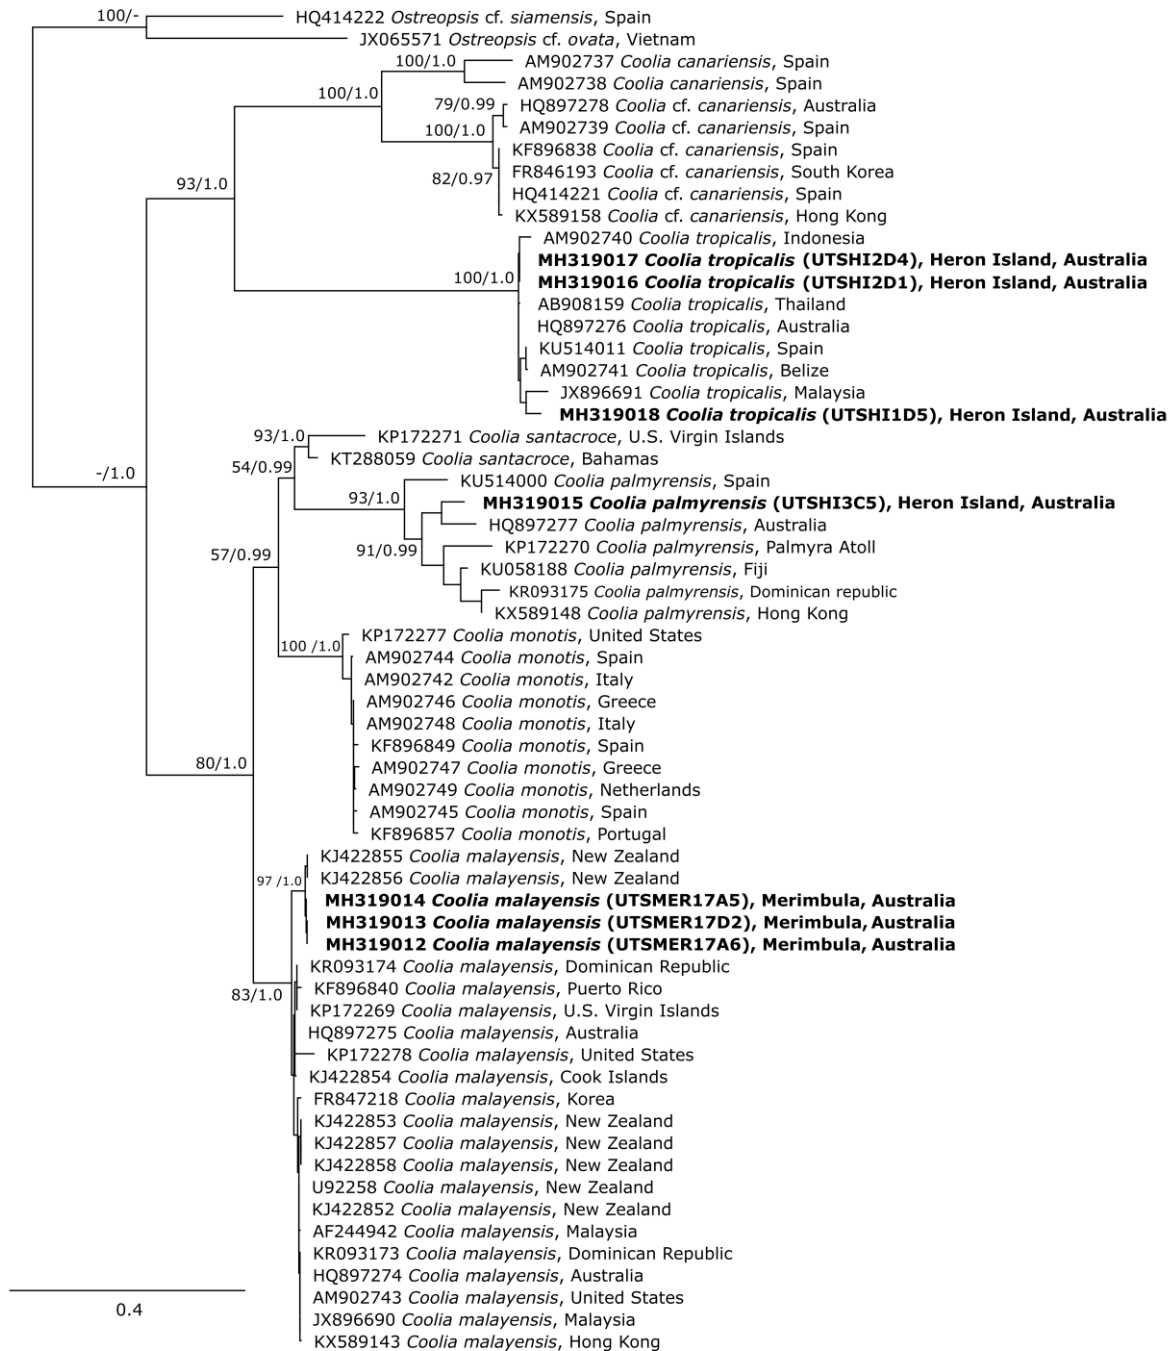 100/-
HQ414222 Ostreopsis cf. siamensis, Spain
JX065571 Ostreopsis cf. ovata, Vietnam
100/1.0
AM902737 Coolia canariensis, Spain
AM902738 Coolia canariensis, Spain
100/1.0
79/0.99
HQ897278 Coolia cf. canariensis, Australia
AM902739 Coolia cf. canariensis, Spain
100/1.0
KF896838 Coolia cf. canariensis, Spain
FR846193 Coolia cf. canariensis, South Korea
82/0.97
93/1.0
HQ414221 Coolia cf. canariensis, Spain
KX589158 Coolia cf. canariensis, Hong Kong
AM902740 Coolia tropicalis, Indonesia
MH319017 Coolia tropicalis (UTSHI2D4), Heron Island, Australia
100/1.0
MH319016 Coolia tropicalis (UTSHI2D1), Heron Island, Australia
AB908159 Coolia tropicalis, Thailand
HQ897276 Coolia tropicalis, Australia
KU514011 Coolia tropicalis, Spain
AM902741 Coolia tropicalis, Belize
JX896691 Coolia tropicalis, Malaysia
MH319018 Coolia tropicalis (UTSHI1D5), Heron Island, Australia
93/1.0
KP172271 Coolia santacroce, U.S. Virgin Islands
KT288059 Coolia santacroce, Bahamas
54/0.99
-/1.0
KU514000 Coolia palmyrensis, Spain
93/1.0
MH319015 Coolia palmyrensis (UTSHI3C5), Heron Island, Australia
HQ897277 Coolia palmyrensis, Australia
91/0.99
KP172270 Coolia palmyrensis, Palmyra Atoll
57/0.99
KU058188 Coolia palmyrensis, Fiji
KR093175 Coolia palmyrensis, Dominican republic
KX589148 Coolia palmyrensis, Hong Kong
KP172277 Coolia monotis, United States
100 /1.0
AM902744 Coolia monotis, Spain
AM902742 Coolia monotis, Italy
AM902746 Coolia monotis, Greece
AM902748 Coolia monotis, Italy
KF896849 Coolia monotis, Spain
80/1.0
AM902747 Coolia monotis, Greece
AM902749 Coolia monotis, Netherlands
AM902745 Coolia monotis, Spain
KF896857 Coolia monotis, Portugal
KJ422855 Coolia malayensis, New Zealand
97 /1.0
KJ422856 Coolia malayensis, New Zealand
MH319014 Coolia malayensis (UTSMER17A5), Merimbula, Australia
MH319013 Coolia malayensis (UTSMER17D2), Merimbula, Australia
MH319012 Coolia malayensis (UTSMER17A6), Merimbula, Australia
KR093174 Coolia malayensis, Dominican Republic
83/1.0
KF896840 Coolia malayensis, Puerto Rico
KP172269 Coolia malayensis, U.S. Virgin Islands
HQ897275 Coolia malayensis, Australia
KP172278 Coolia malayensis, United States
KJ422854 Coolia malayensis, Cook Islands
FR847218 Coolia malayensis, Korea
KJ422853 Coolia malayensis, New Zealand
KJ422857 Coolia malayensis, New Zealand
KJ422858 Coolia malayensis, New Zealand
U92258 Coolia malayensis, New Zealand
KJ422852 Coolia malayensis, New Zealand
AF244942 Coolia malayensis, Malaysia
KR093173 Coolia malayensis, Dominican Republic
HQ897274 Coolia malayensis, Australia
AM902743 Coolia malayensis, United States
0.4
JX896690 Coolia malayensis, Malaysia
KX589143 Coolia malayensis, Hong Kong